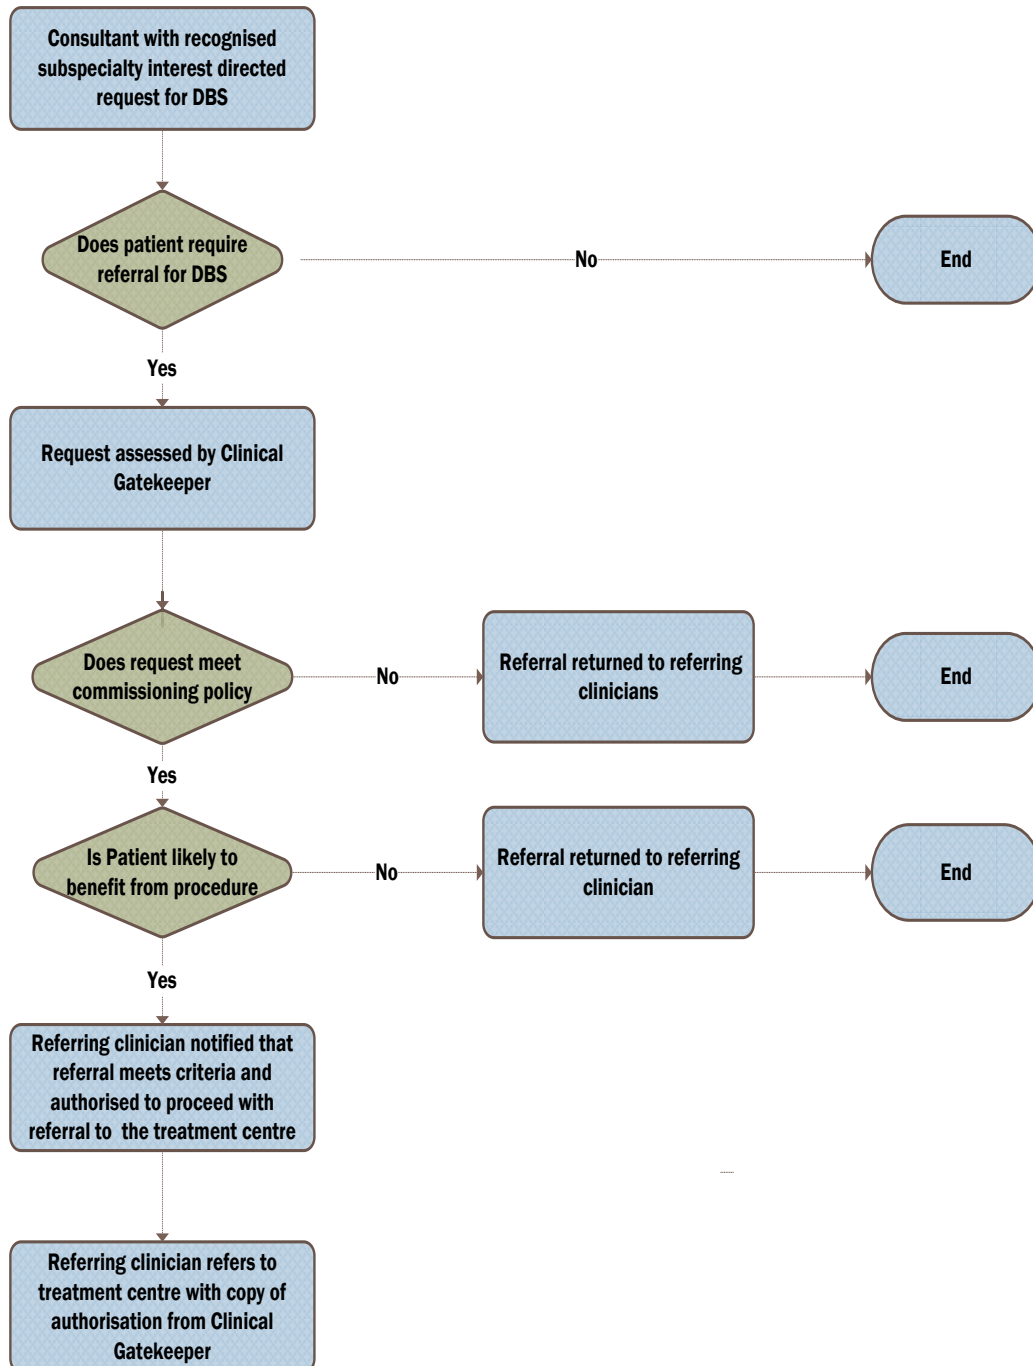 Consultant with recognised
subspecialty interest directed
request for DBS
Does patient require
referral for DBS
No
End
Yes
Request assessed by Clinical
Gatekeeper
Does request meet
commissioning policy
No
Referral returned to referring
clinicians
End
Yes
Is Patient likely to
benefit from procedure
No
Referral returned to referring
clinician
End
Yes
Referring clinician notified that
referral meets criteria and
authorised to proceed with
referral to the treatment centre
Referring clinician refers to
treatment centre with copy of
authorisation from Clinical
Gatekeeper